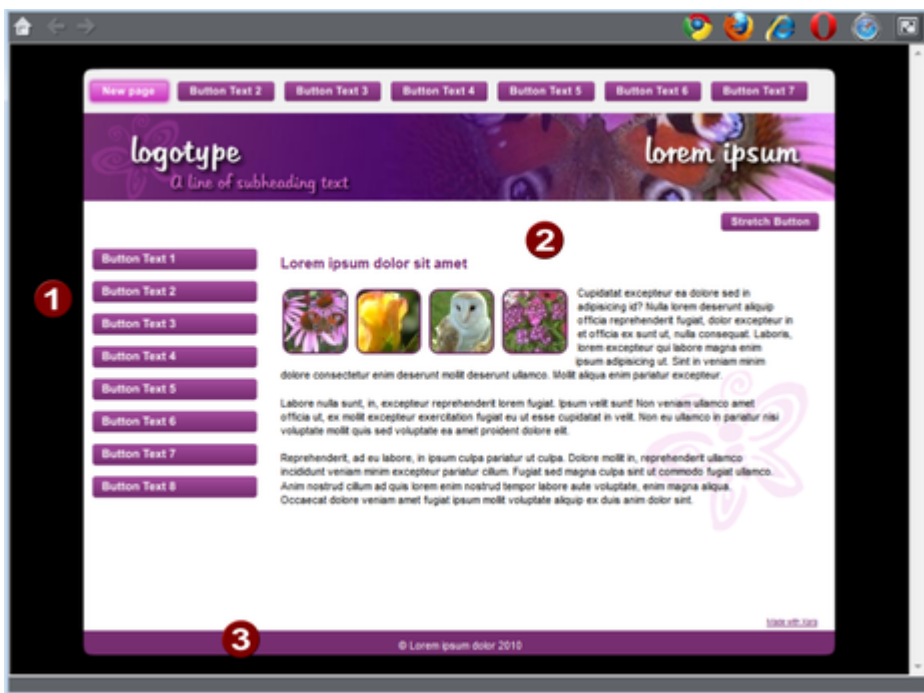 New page Button Text 2 Button Text 3 Button Text 4 Button Text 5 Button Text 6 Button Text 7
logotype lorem ipsum
A line of subheading text
Stretch Button
2
Button Text 1
Lorem ipsum dolor sit amet
1
Button Text 2
Button Text 3
Button Text 4
Button Text 5
Button Text 6
Button Text 7
Button Text 8
Cupidatat excepteur ea dolore sed in
adipisicing id? Nulla lorem deserunt aliquip
officia reprehenderit fugiat, dolor excepteur in
et officia ex sunt ut, nulla consequat. Laboris,
lorem excepteur qui labore magna enim
ipsum adipisicing ut. Sint in veniam minim
dolore consectetur enim deserunt mollit deserunt ullamco. Mollit aliqua enim pariatur excepteur.
Labore nulla sunt, in, excepteur reprehenderit lorem fugiat. Ipsum velit sunt! Non veniam ullamco amet
officia ut, ex mollit excepteur exercitation fugiat eu ut esse cupidatat in velit. Non eu ullamco in pariatur nisi
voluptate mollit quis sed voluptate ea amet proident dolore elit.
Reprehenderit, ad eu labore, in ipsum culpa pariatur ut culpa. Dolore mollit in, reprehenderit ullamco
incididunt veniam minim excepteur pariatur cillum. Fugiat sed magna culpa sint ut commodo fugiat ullamco.
Anim nostrud cillum ad quis lorem enim nostrud tempor labore aute voluptate, enim magna aliqua.
Occaecat dolore veniam amet fugiat ipsum mollit voluptate aliquip ex duis anim dolor sint.
Made with Xara
3
© Lorem ipsum dolor 2010